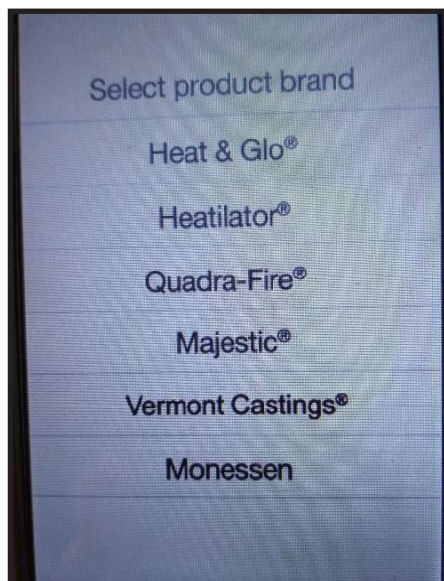 Select product brand
Heat & Glo®
Heatilator®
Quadra-Fire®
Majestic®
Vermont Castings®
Monessen